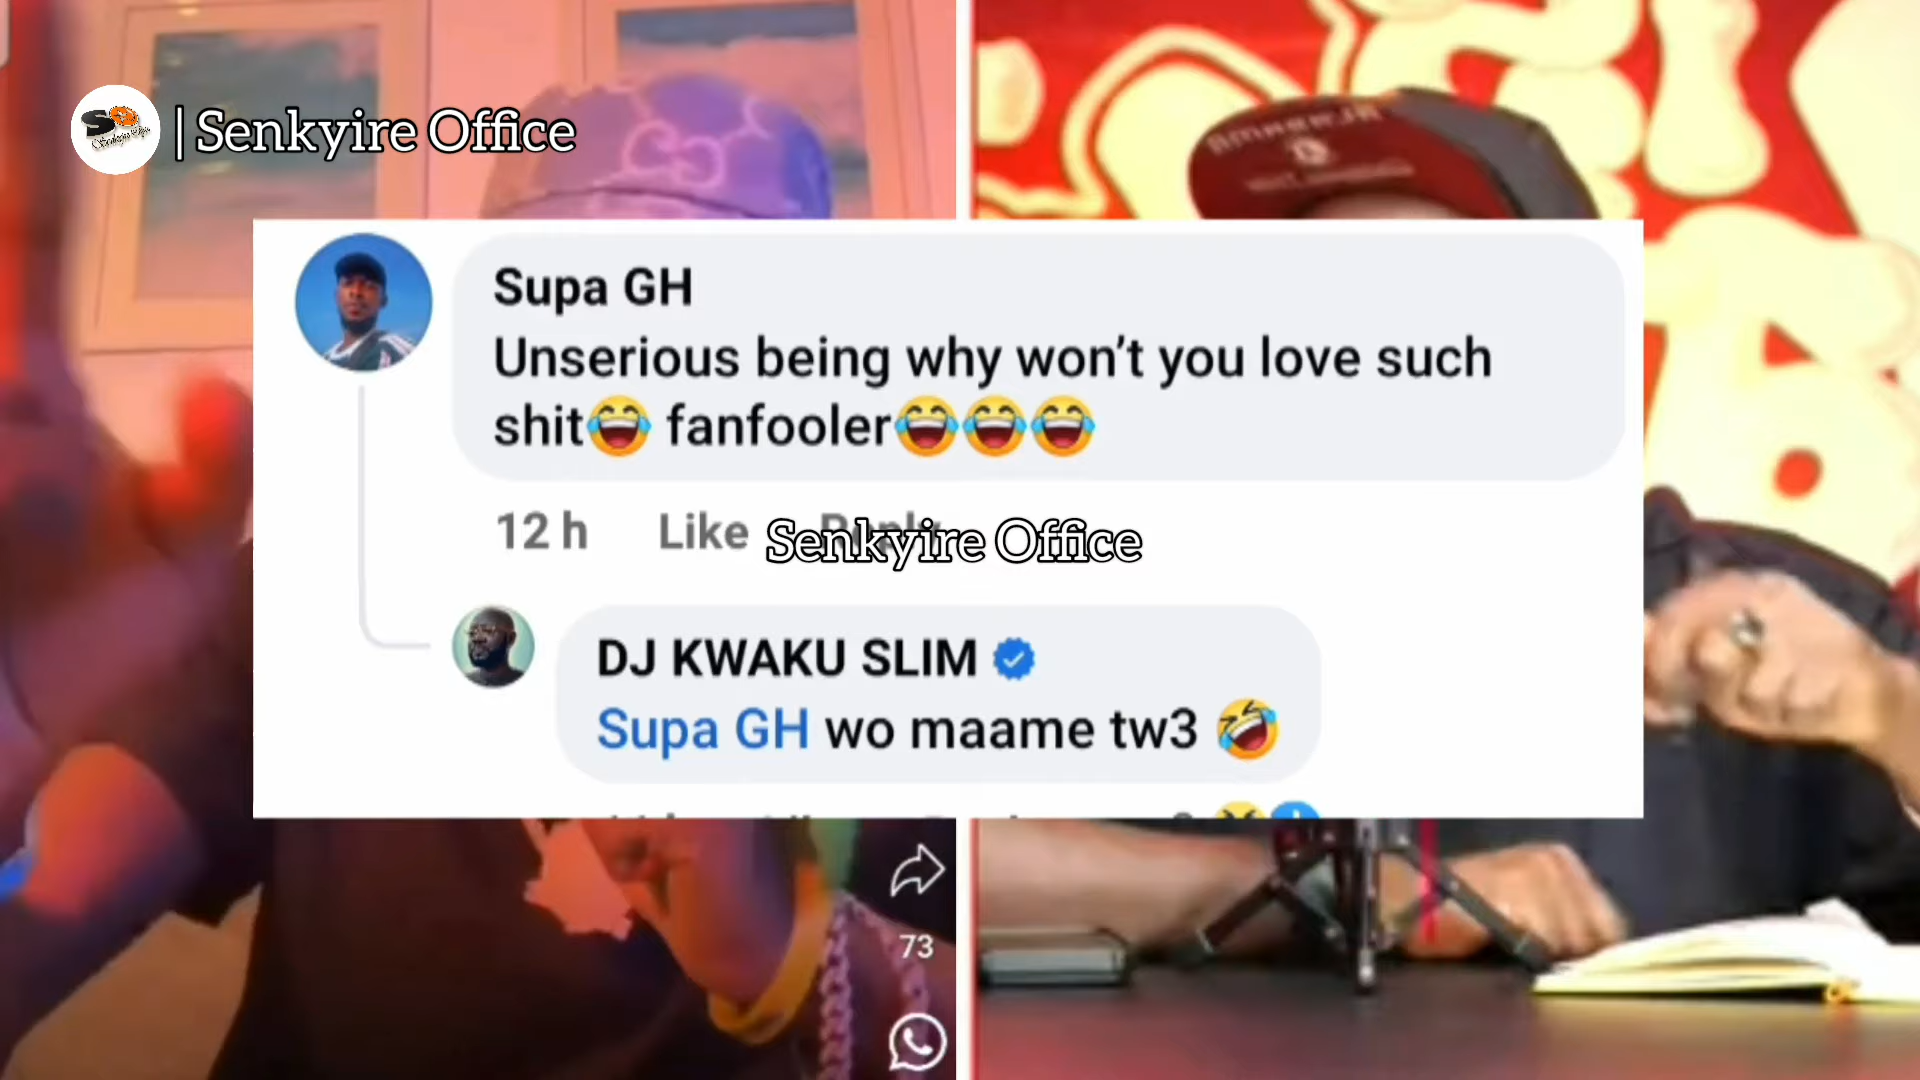 | Senkyire Office
Supa GH
Unserious being why won't you love such
shit😂 fanfooler😂😂😂
12 h Like Reply
Senkyire Office
DJ KWAKU SLIM
Supa GH wo maame tw3 🤣
73